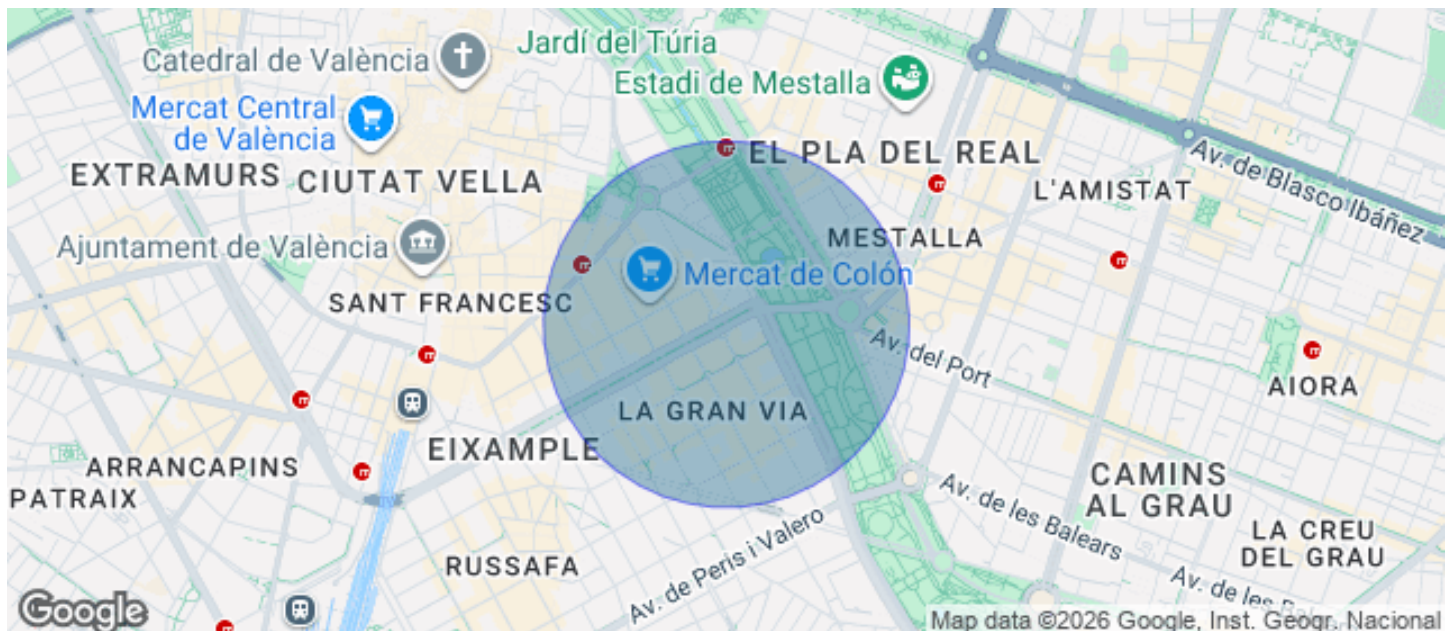 Catedral de València
Jardí del Túria
Estadi de Mestalla
Mercat Central
de València
EL PLA DEL REAL
Av. de Blasco Ibáñez
EXTRAMURS
CIUTAT VELLA
L'AMISTAT
Ajuntament de València
MESTALLA
Mercat de Colón
SANT FRANCESC
Av. del Port
AIORA
LA GRAN VIA
EIXAMPLE
ARRANCAPINS
PATRAIX
CAMINS
AL GRAU
Av. de les Balears
LA CREU
DEL GRAU
Av. de Peris i Valero
RUSSAFA
Av. de les
Google
Map data ©2026 Google, Inst. Geogr. Nacional